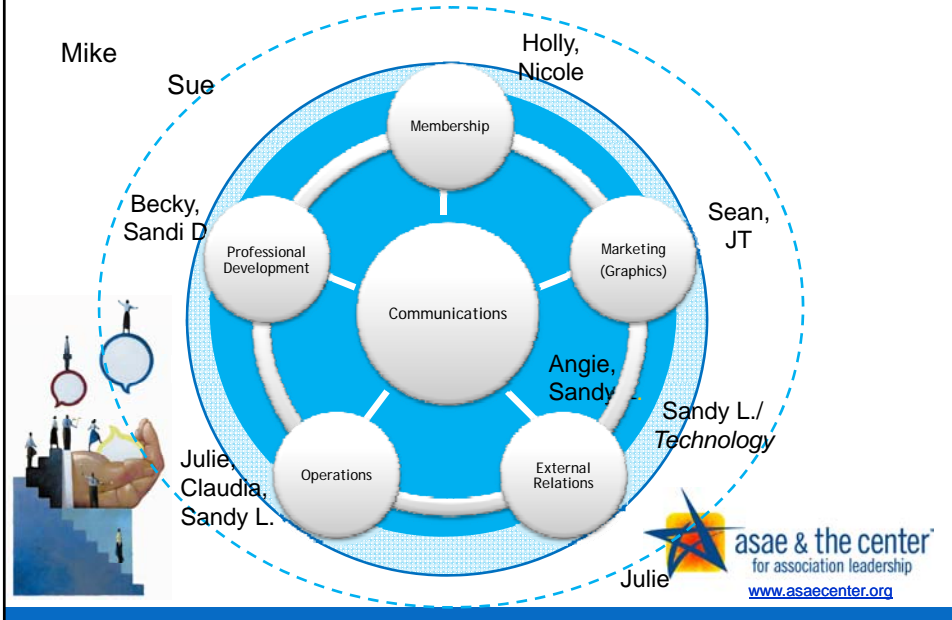 Mike
Sue
Holly,
Nicole
Membership
Becky,
Sandi D
Professional
Development
Sean,
JT
Marketing
(Graphics)
Communications
Angie,
Sandy
Sandy L./
Technology
Julie,
Claudia,
Sandy L.
Operations
External
Relations
Julie
asae & the center
for association leadership
www.asaecenter.org